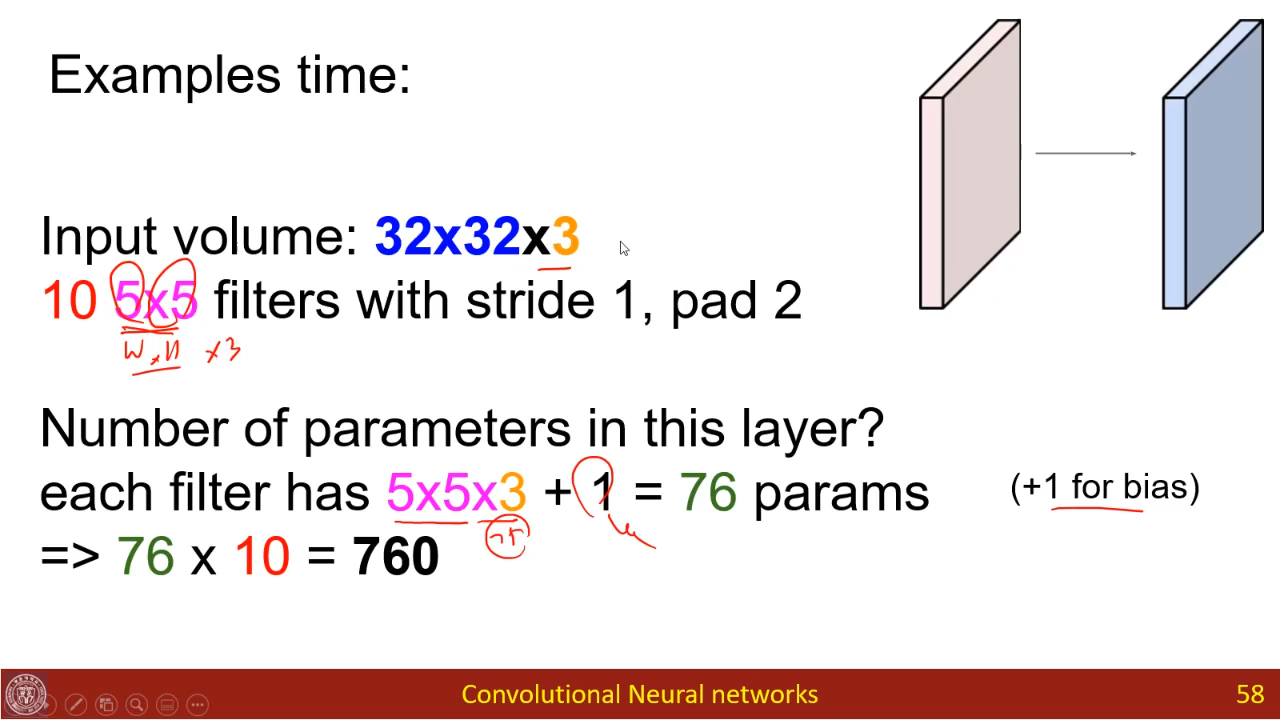 Examples time:
Input volume: 32x32x3
10 5x5 filters with stride 1, pad 2
W x H x3
Number of parameters in this layer?
each filter has 5x5x3 + 1 = 76 params
(+1 for bias)
75
=> 76 x 10 = 760
Convolutional Neural networks
58